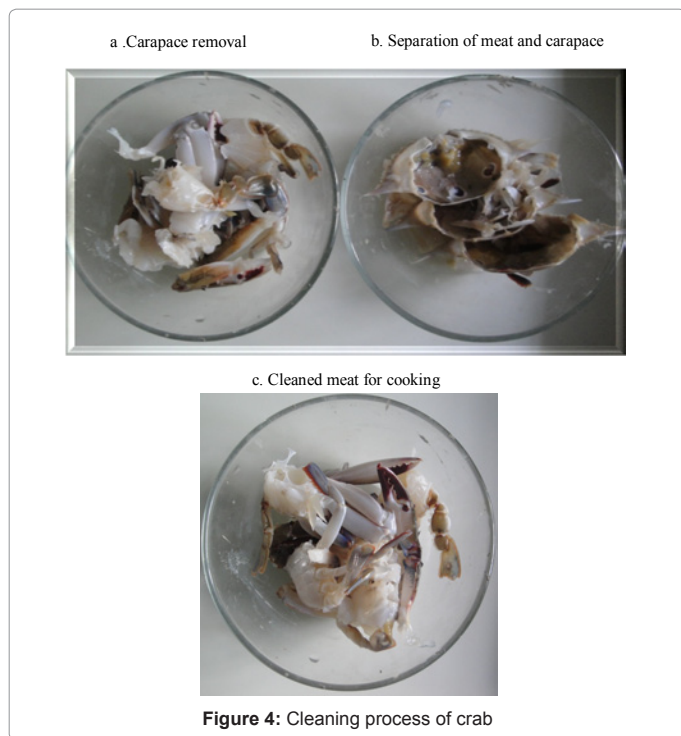 a .Carapace removal
b. Separation of meat and carapace
c. Cleaned meat for cooking
Figure 4: Cleaning process of crab